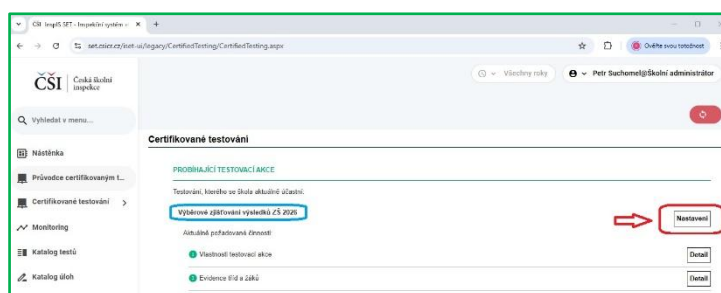 ČŠI InspIS SET - Inspekční systém el
set.csicr.cz/iset-ui/legacy/CertifiedTesting/CertifiedTesting.aspx
Ověřte svou totožnost
ČŠI Česká školní
inspekce
Všechny roky
Petr Suchomel@Školní administrátor
Vyhledat v menu...
Certifikované testování
Nástěnka
PROBÍHAJÍCÍ TESTOVACÍ AKCE
Průvodce certifikovaným t...
Testování, kterého se škola aktuálně účastní.
Certifikované testování
Výběrové zjišťování výsledků ZŠ 2026
Nastavení
Monitoring
Aktuálně požadované činnosti
Katalog testů
Vlastnosti testovací akce
Detail
Katalog úloh
Evidence tříd a žáků
Detail